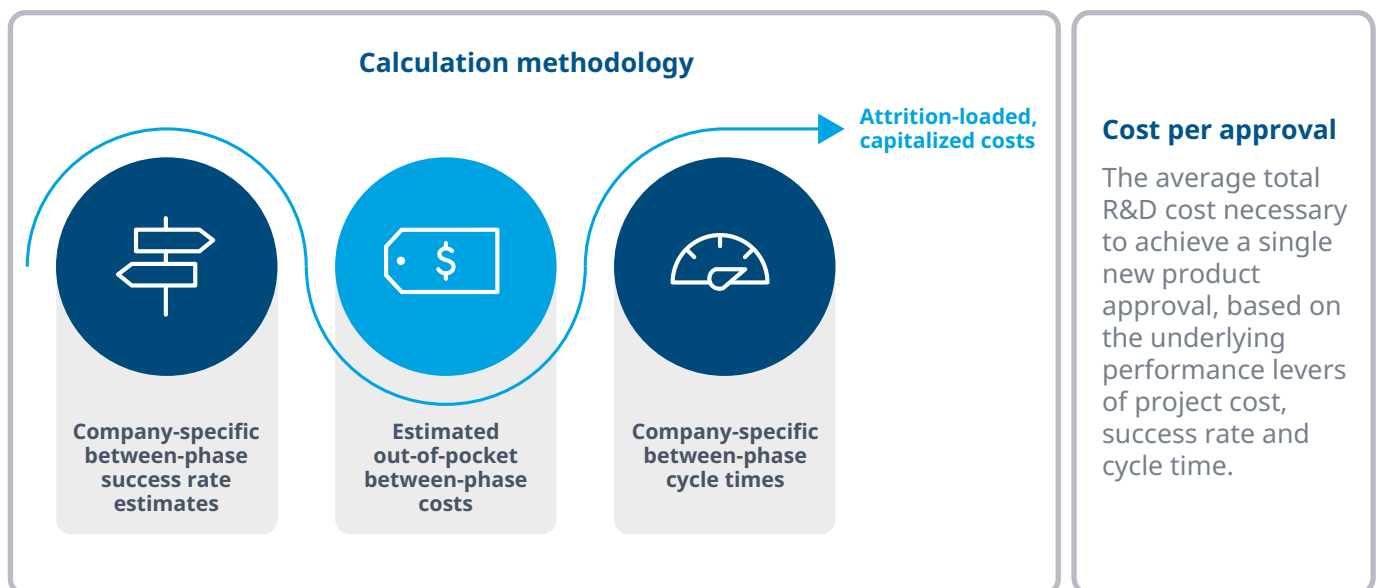 Calculation methodology
Attrition-loaded,
capitalized costs
$
Company-specific
between-phase
success rate
estimates
Estimated
out-of-pocket
between-phase
costs
Company-specific
between-phase
cycle times
Cost per approval
The average total
R&D cost necessary
to achieve a single
new product
approval, based on
the underlying
performance levers
of project cost,
success rate and
cycle time.